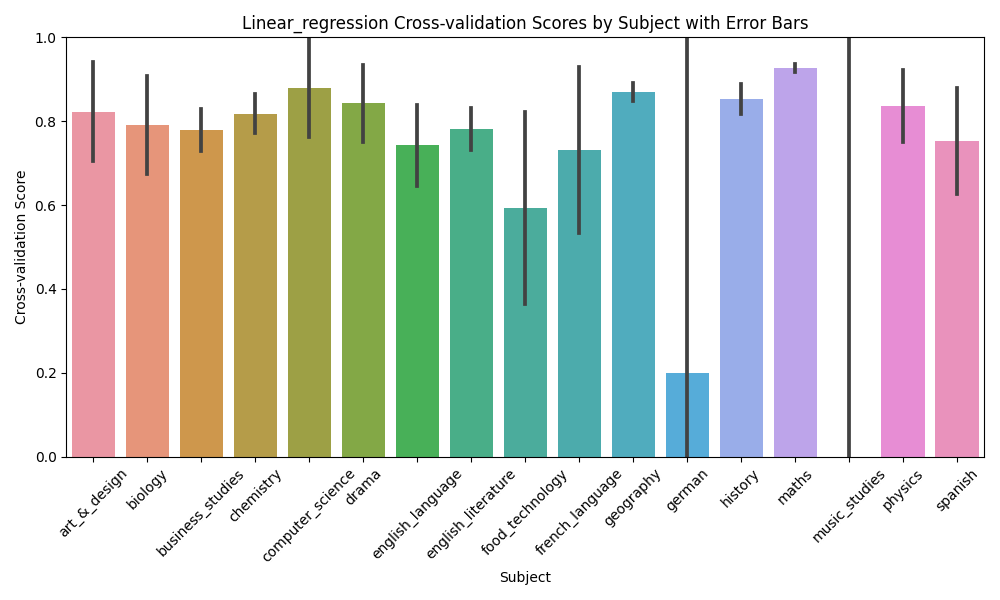 Linear_regression Cross-validation Scores by Subject with Error Bars
Cross-validation Score
1.0
0.8
0.6
0.4
0.2
0.0
art_&_design
biology
business_studies
chemistry
computer_science
drama
english_language
english_literature
food_technology
french_language
geography
german
history
maths
music_studies
physics
spanish
Subject